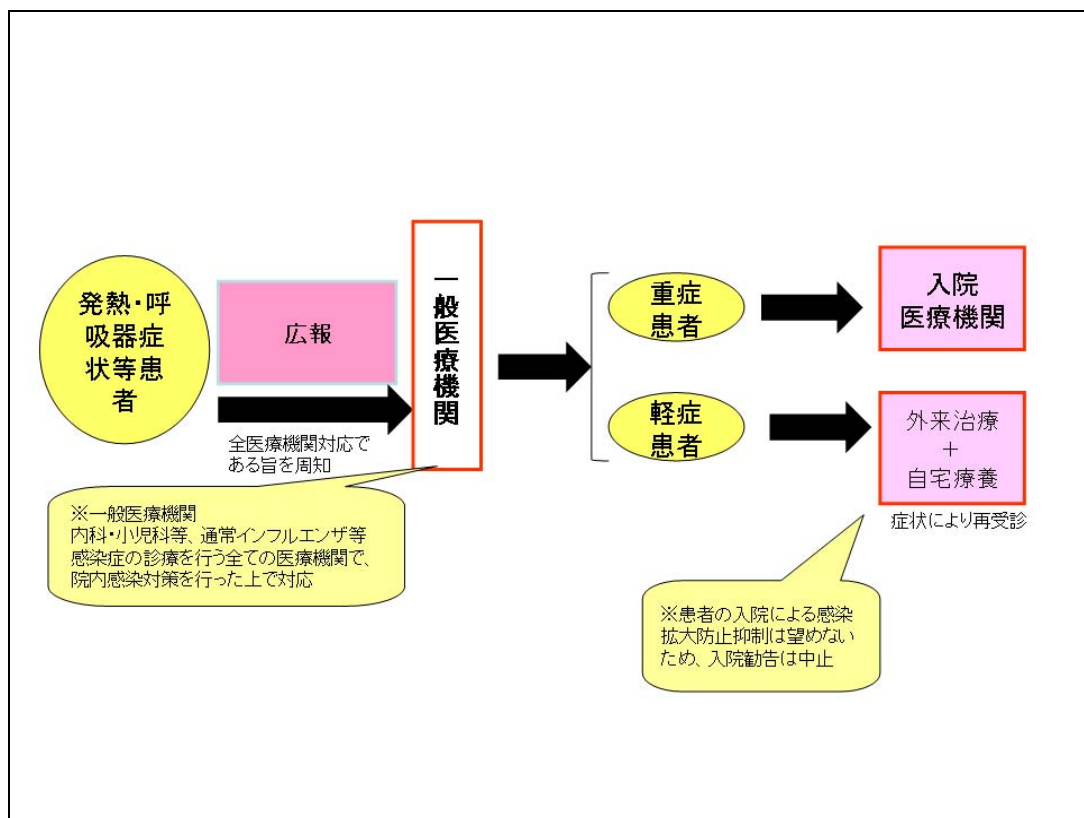 発熱・呼
吸器症
状等患
者
広報
全医療機関対応で
ある旨を周知
一般医療機関
※一般医療機関
内科・小児科等、通常インフルエンザ等
感染症の診療を行う全ての医療機関で、
院内感染対策を行った上で対応
重症
患者
入院
医療機関
軽症
患者
外来治療
+
自宅療養
症状により再受診
※患者の入院による感染
拡大防止抑制は望めない
ため、入院勧告は中止